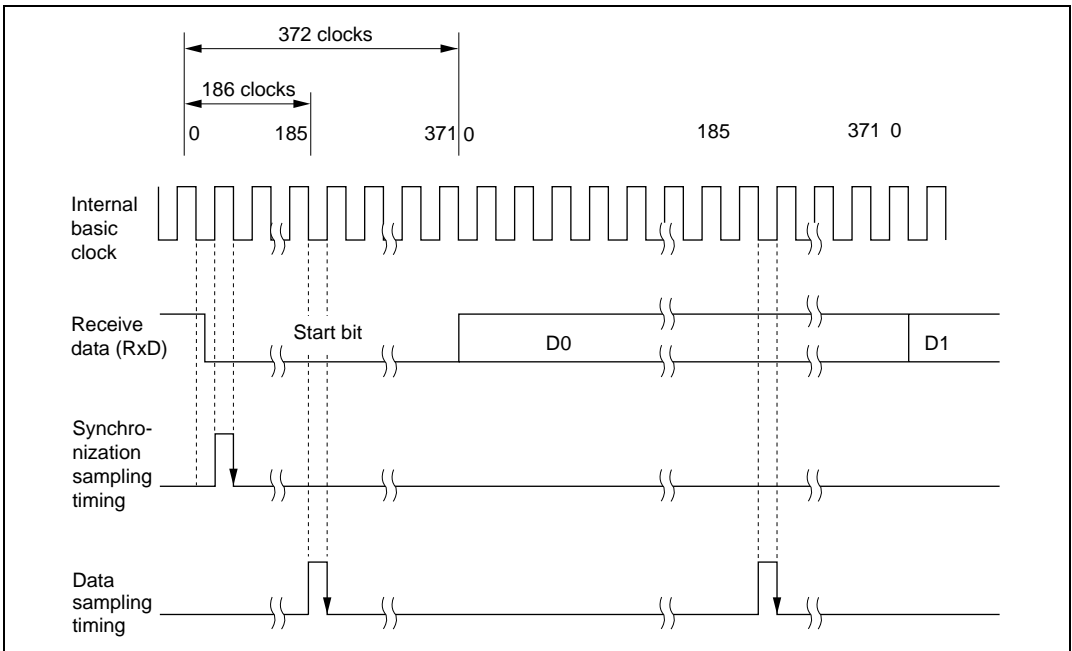 372 clocks
186 clocks
0
185
371 0
185
371 0
Internal
basic
clock
Receive
data (RxD)
Start bit
D0
D1
Synchro-
nization
sampling
timing
Data
sampling
timing